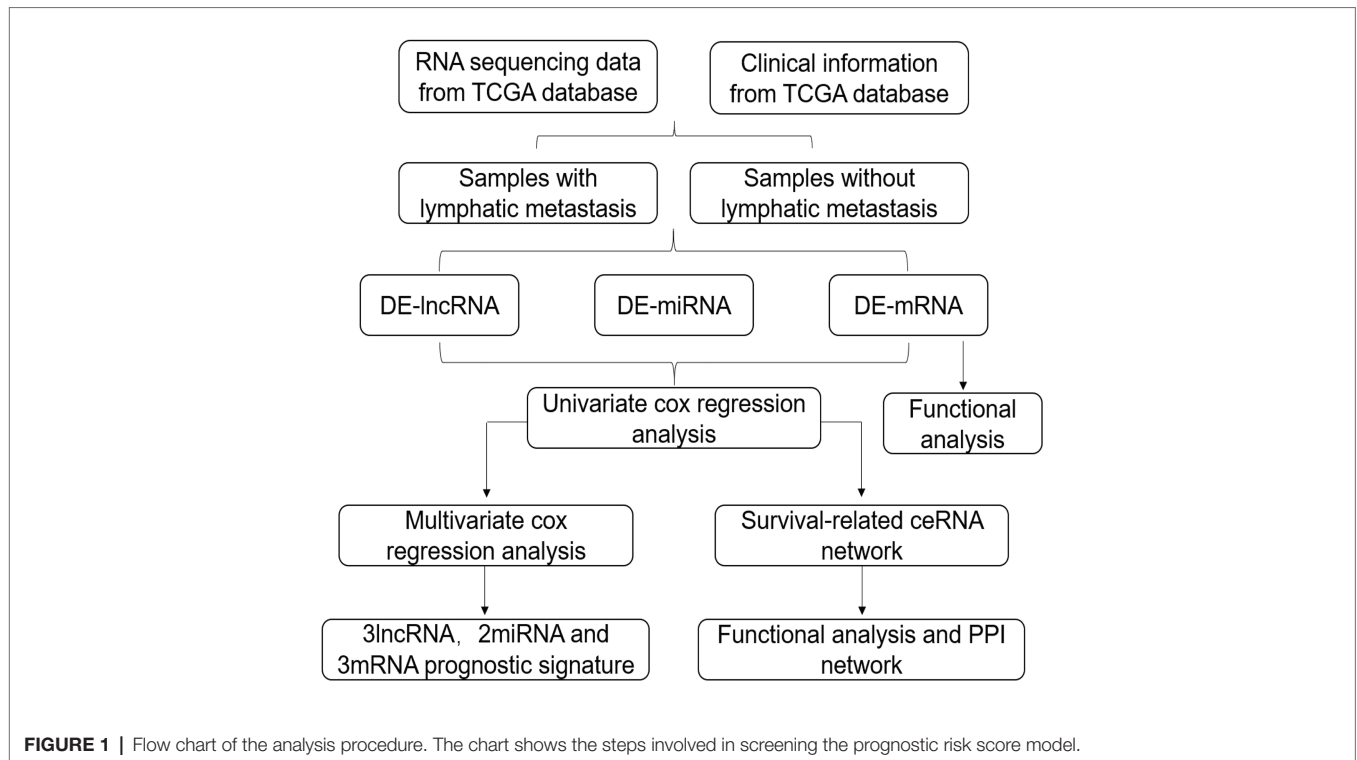 RNA sequencing data
from TCGA database
Clinical information
from TCGA database
Samples with
lymphatic metastasis
Samples without
lymphatic metastasis
DE-lncRNA
DE-miRNA
DE-mRNA
Univariate cox regression
analysis
Functional
analysis
Multivariate cox
regression analysis
Survival-related ceRNA
network
3lncRNA，2miRNA and
3mRNA prognostic signature
Functional analysis and PPI
network
FIGURE 1 | Flow chart of the analysis procedure. The chart shows the steps involved in screening the prognostic risk score model.